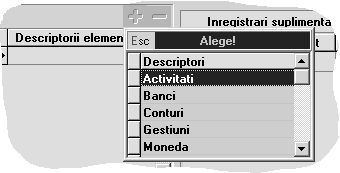 Inregistrari suplimenta
Descriptorii elemen
t
Esc Alege!
Descriptori
Activitati
Banci
Conturi
Gestiuni
Moneda